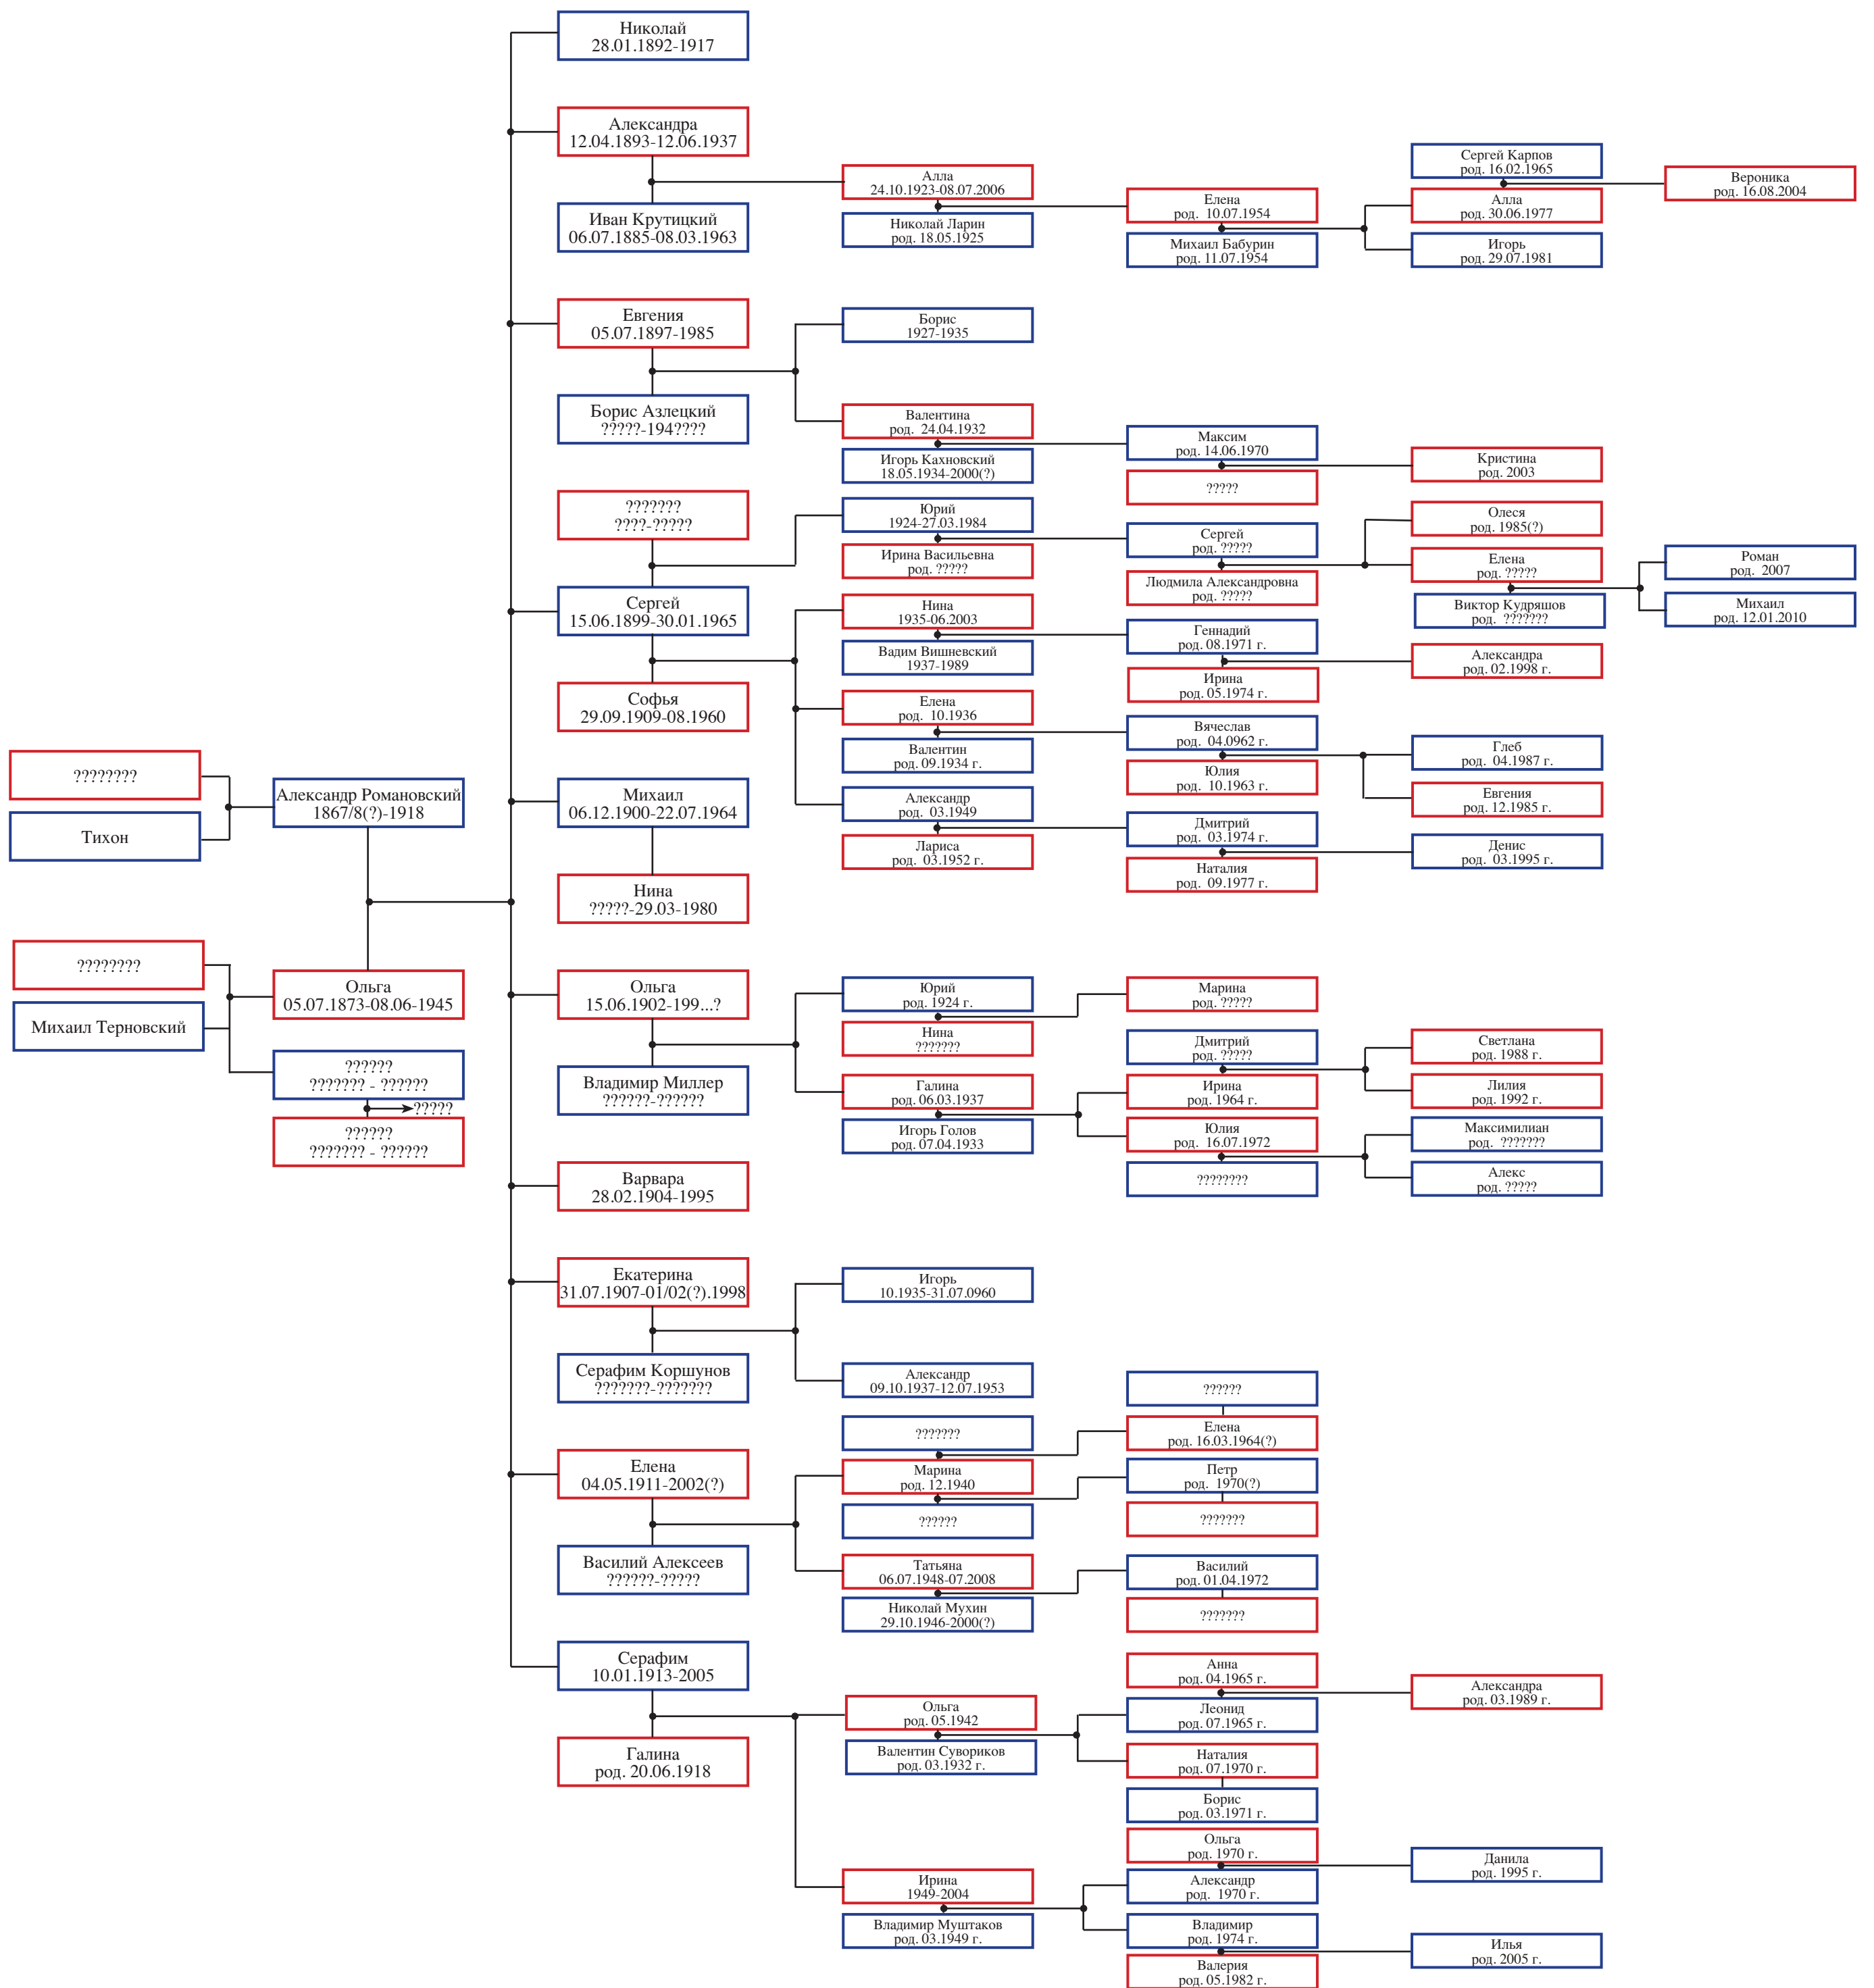 Николай
28.01.1892-1917
Александра
12.04.1893-12.06.1937
Иван Крутицкий
06.07.1885-08.03.1963
Алла
24.10.1923-08.07.2006
Николай Ларин
род. 18.05.1925
Елена
род. 10.07.1954
Михаил Бабурин
род. 11.07.1954
Сергей Карпов
род. 16.02.1965
Алла
род. 30.06.1977
Игорь
род. 29.07.1981
Вероника
род. 16.08.2004
Евгения
05.07.1897-1985
Борис Азлецкий
?????-194????
Борис
1927-1935
Валентина
род. 24.04.1932
Игорь Кахновский
18.05.1934-2000(?)
Максим
род. 14.06.1970
?????
Кристина
род. 2003
???????
????-?????
Сергей
15.06.1899-30.01.1965
Софья
29.09.1909-08.1960
Юрий
1924-27.03.1984
Ирина Васильевна
род. ?????
Сергей
род. ?????
Людмила Александровна
род. ?????
Олеся
род. 1985(?)
Елена
род. ?????
Виктор Кудряшов
род. ???????
Роман
род. 2007
Михаил
род. 12.01.2010
Нина
1935-06.2003
Вадим Вишневский
1937-1989
Геннадий
род. 08.1971 г.
Ирина
род. 05.1974 г.
Александра
род. 02.1998 г.
Елена
род. 10.1936
Валентин
род. 09.1934 г.
Вячеслав
род. 04.0962 г.
Юлия
род. 10.1963 г.
Глеб
род. 04.1987 г.
Евгения
род. 12.1985 г.
Александр
род. 03.1949
Лариса
род. 03.1952 г.
Дмитрий
род. 03.1974 г.
Наталия
род. 09.1977 г.
Денис
род. 03.1995 г.
????????
Тихон
Александр Романовский
1867/8(?)-1918
Михаил
06.12.1900-22.07.1964
Нина
?????-29.03-1980
????????
Михаил Терновский
Ольга
05.07.1873-08.06-1945
??????
??????? - ??????
?????
??????
??????? - ??????
Ольга
15.06.1902-199...?
Владимир Миллер
??????-??????
Юрий
род. 1924 г.
Нина
???????
Марина
род. ?????
Галина
род. 06.03.1937
Игорь Голов
род. 07.04.1933
Дмитрий
род. ?????
Ирина
род. 1964 г.
Юлия
род. 16.07.1972
????????
Светлана
род. 1988 г.
Лилия
род. 1992 г.
Максимилиан
род. ???????
Алекс
род. ?????
Варвара
28.02.1904-1995
Екатерина
31.07.1907-01/02(?).1998
Серафим Коршунов
???????-???????
Игорь
10.1935-31.07.0960
Александр
09.10.1937-12.07.1953
Елена
04.05.1911-2002(?)
Василий Алексеев
??????-?????
???????
Марина
род. 12.1940
??????
??????
Елена
род. 16.03.1964(?)
Петр
род. 1970(?)
???????
Татьяна
06.07.1948-07.2008
Николай Мухин
29.10.1946-2000(?)
Василий
род. 01.04.1972
???????
Серафим
10.01.1913-2005
Галина
род. 20.06.1918
Ольга
род. 05.1942
Валентин Сувориков
род. 03.1932 г.
Анна
род. 04.1965 г.
Леонид
род. 07.1965 г.
Наталия
род. 07.1970 г.
Борис
род. 03.1971 г.
Александра
род. 03.1989 г.
Ирина
1949-2004
Владимир Муштаков
род. 03.1949 г.
Ольга
род. 1970 г.
Александр
род. 1970 г.
Владимир
род. 1974 г.
Валерия
род. 05.1982 г.
Данила
род. 1995 г.
Илья
род. 2005 г.